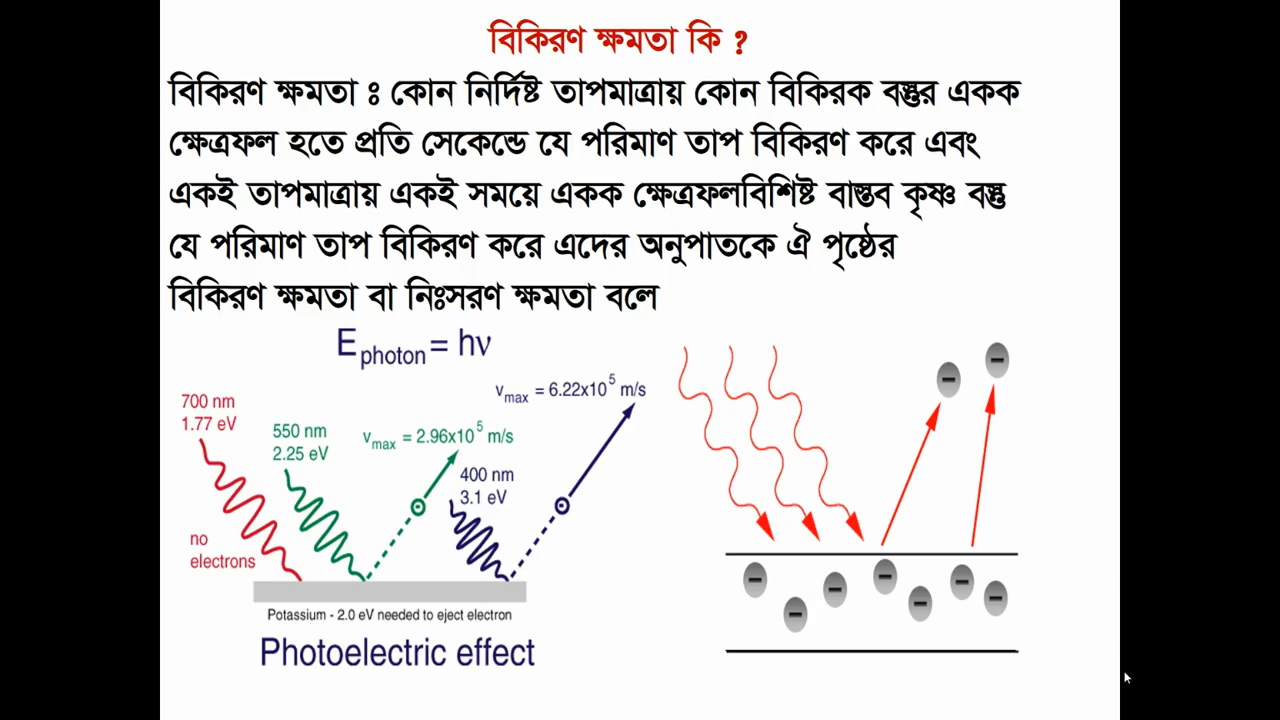 বিকিরণ ক্ষমতা কি ?
বিকিরণ ক্ষমতা ঃ কোন নির্দিষ্ট তাপমাত্রায় কোন বিকিরক বস্তুর একক
ক্ষেত্রফল হতে প্রতি সেকেন্ডে যে পরিমাণ তাপ বিকিরণ করে এবং
একই তাপমাত্রায় একই সময়ে একক ক্ষেত্রফলবিশিষ্ট বাস্তব কৃষ্ণ বস্তু
যে পরিমাণ তাপ বিকিরণ করে এদের অনুপাতকে ঐ পৃষ্ঠের
বিকিরণ ক্ষমতা বা নিঃসরণ ক্ষমতা বলে
E photon = hν
700 nm
1.77 eV
550 nm
2.25 eV
v max = 2.96x10 5 m/s
v max = 6.22x10 5 m/s
400 nm
3.1 eV
no
electrons
Potassium - 2.0 eV needed to eject electron
Photoelectric effect